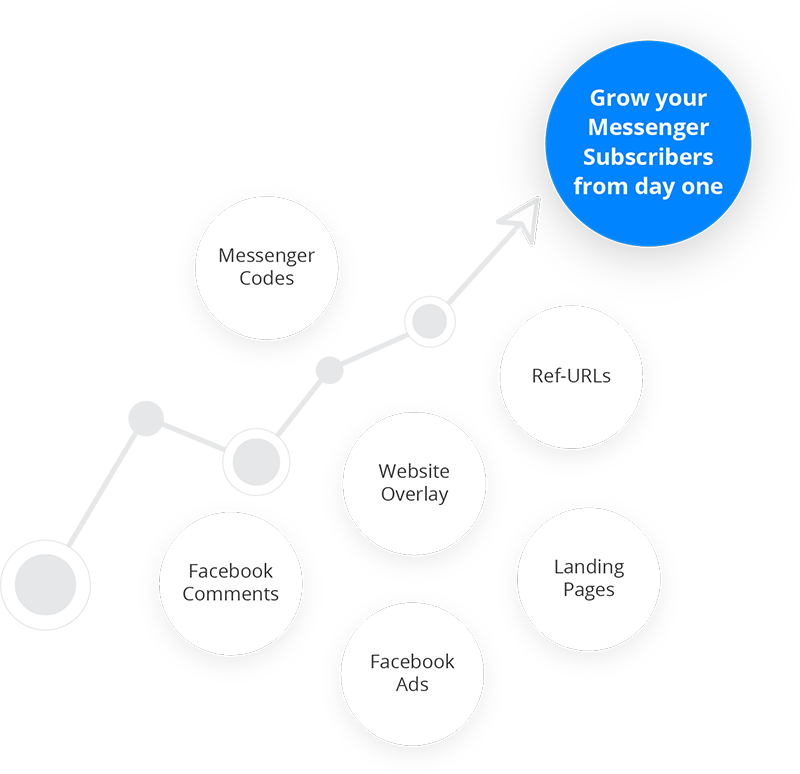 Grow your
Messenger
Subscribers
from day one
Messenger
Codes
Ref-URLs
Website
Overlay
Facebook
Comments
Landing
Pages
Facebook
Ads